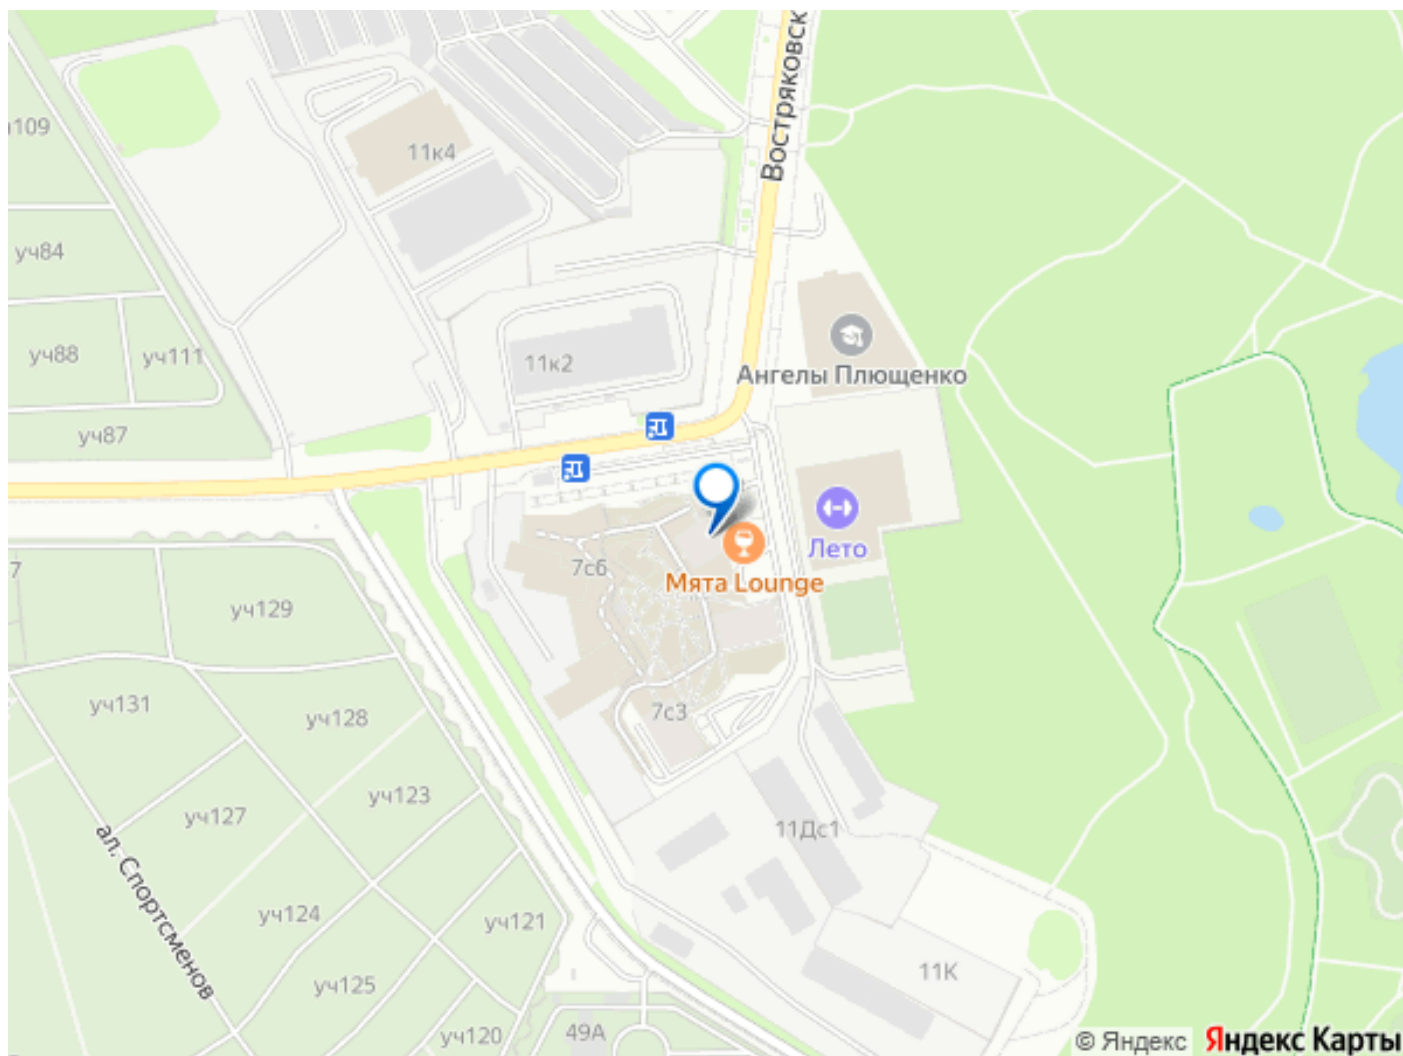 Востряковск
109
11к4
уч84
уч88
уч111
11к2
Ангелы Плющенко
уч87
Лето
7
7с6
Мята Lounge
уч129
уч131
уч128
7с3
уч123
уч127
11Дс1
ал. Спортсменов
уч124
уч121
11К
уч125
уч120
49А
© Яндекс
Яндекс Карты